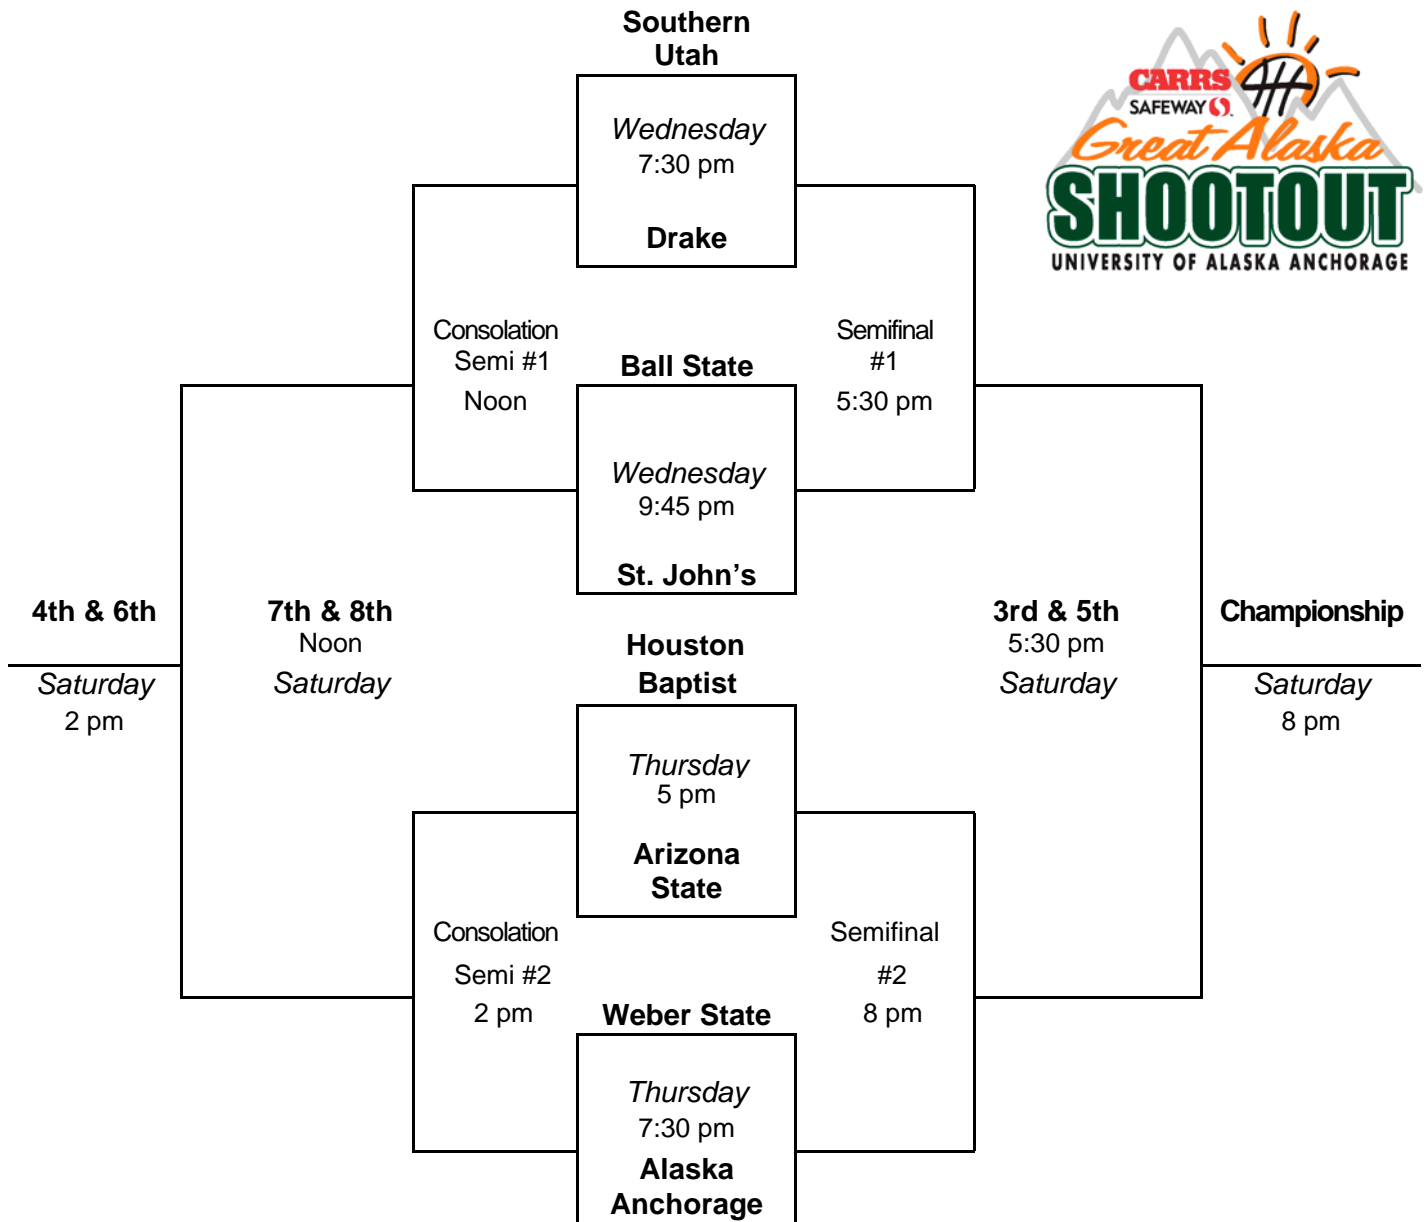 Southern
Utah
CARRS
SAFEWAY
Great Alaska
SHOOTOUT
UNIVERSITY OF ALASKA ANCHORAGE
Wednesday
7:30 pm
Drake
Consolation
Semi #1
Noon
Ball State
Semifinal
#1
5:30 pm
Wednesday
9:45 pm
St. John’s
4th & 6th
Saturday
2 pm
7th & 8th
Noon
Saturday
Houston
Baptist
3rd & 5th
5:30 pm
Saturday
Championship
Saturday
8 pm
Thursday
5 pm
Arizona
State
Consolation
Semi #2
2 pm
Weber State
Semifinal
#2
8 pm
Thursday
7:30 pm
Alaska
Anchorage